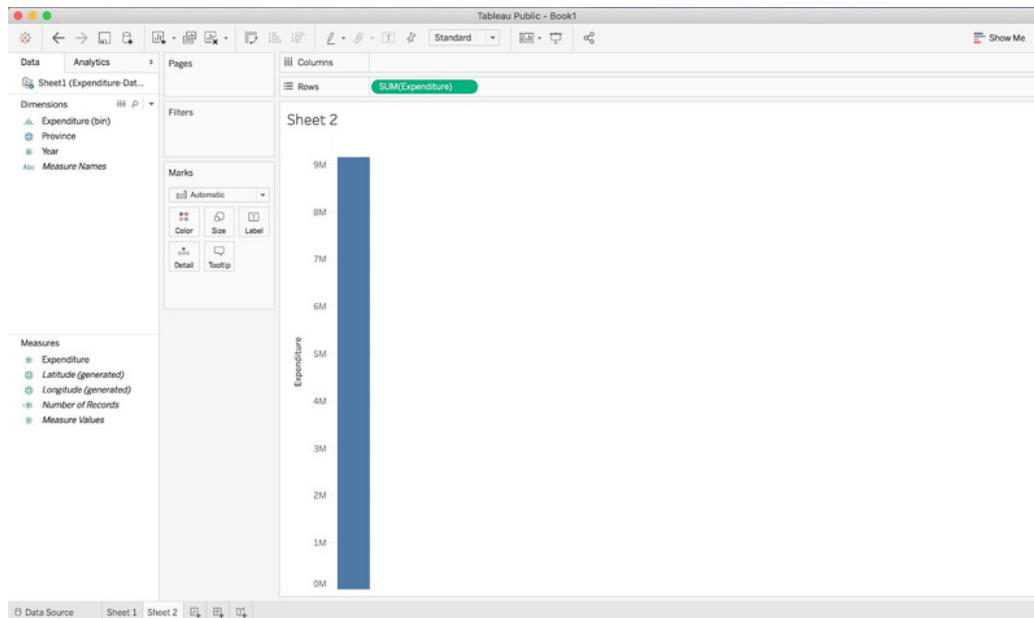 Tableau Public - Book1
Standard
Show Me
Data Analytics
Pages
Columns
Sheet1 (Expenditure-Dat...
Rows SUM(Expenditure)
Dimensions
Filters
Expenditure (bin)
Province
Year
Abc Measure Names
Sheet 2
Marks
Automatic
Color Size Label
Detail Tooltip
9M
8M
7M
6M
5M
4M
3M
2M
1M
0M
Expenditure
Measures
Expenditure
Latitude (generated)
Longitude (generated)
Number of Records
Measure Values
Data Source Sheet 1 Sheet 2